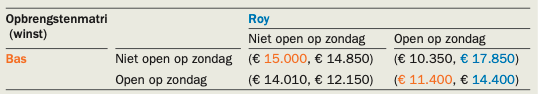 Opbrengstenmatri Roy
(winst)
Niet open op zondag Open op zondag
Bas Niet open op zondag (€ 15.000, € 14.850) (€ 10.350, € 17.850)
Open op zondag (€ 14.010, € 12.150) (€ 11.400, € 14.400)